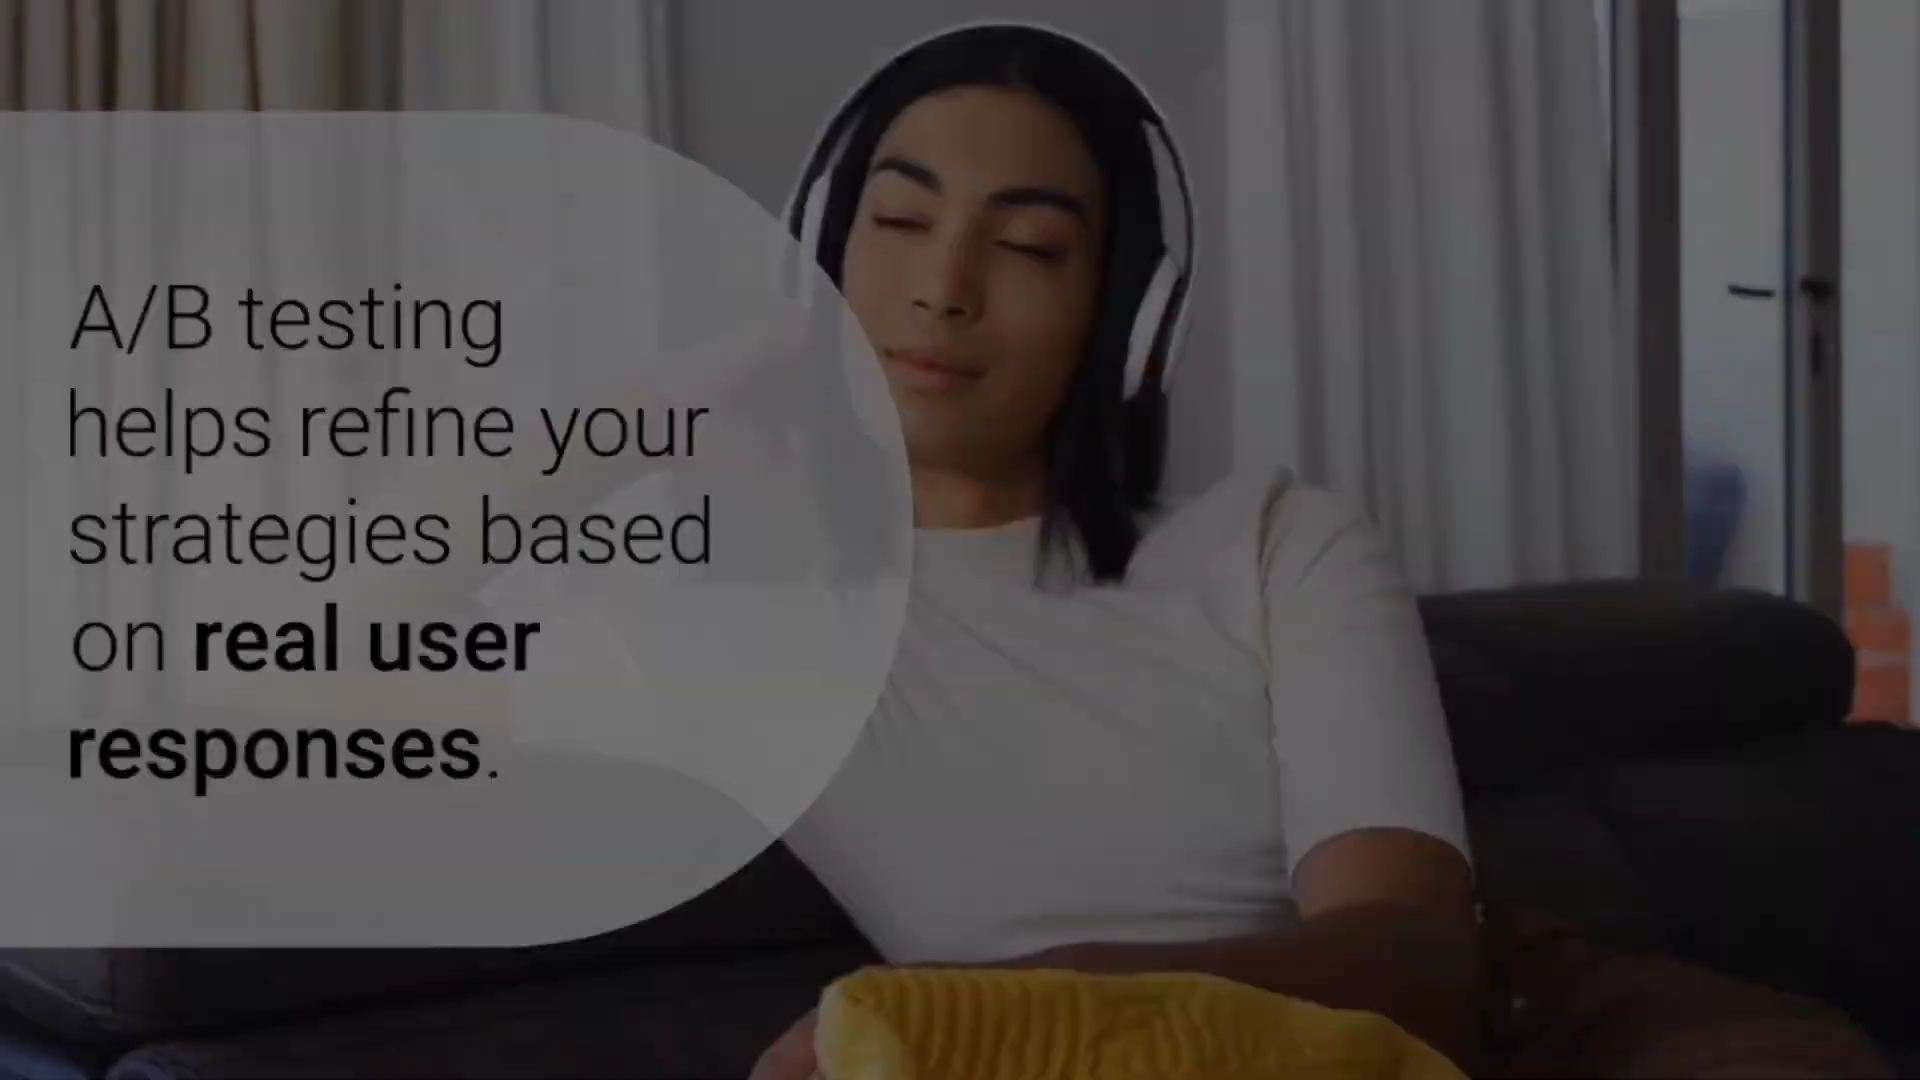 A/B testing
helps refine your
strategies based
on real user
responses.